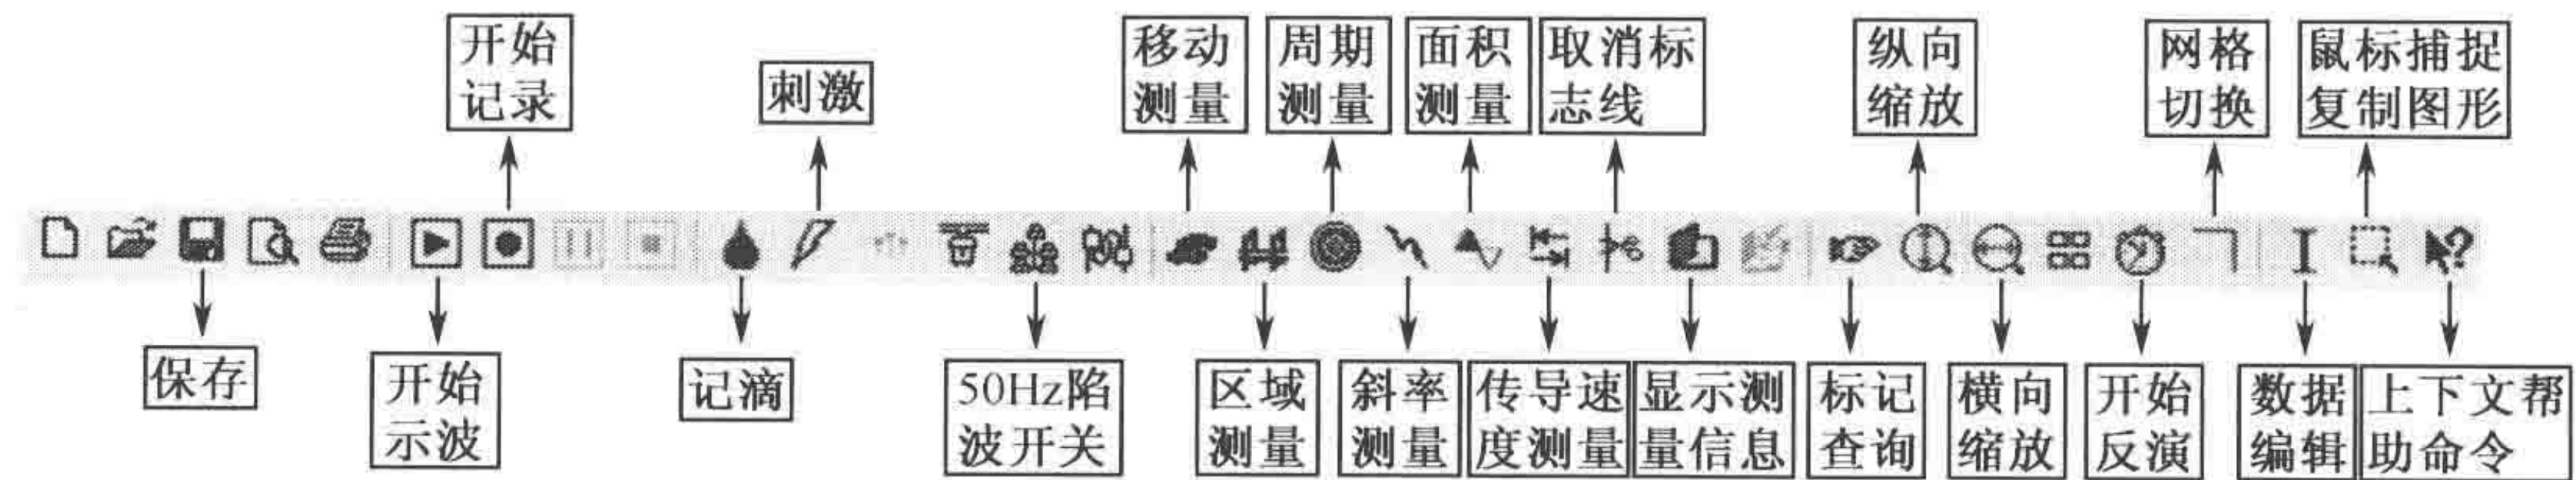 开始
记录
刺激
移动
测量
周期
测量
面积
测量
取消标
志线
纵向
缩放
网格
切换
鼠标捕捉
复制图形
保存
开始
示波
记滴
50Hz陷
波开关
区域
测量
斜率
测量
传导速
度测量
显示测
量信息
标记
查询
横向
缩放
开始
反演
数据
编辑
上下文帮
助命令